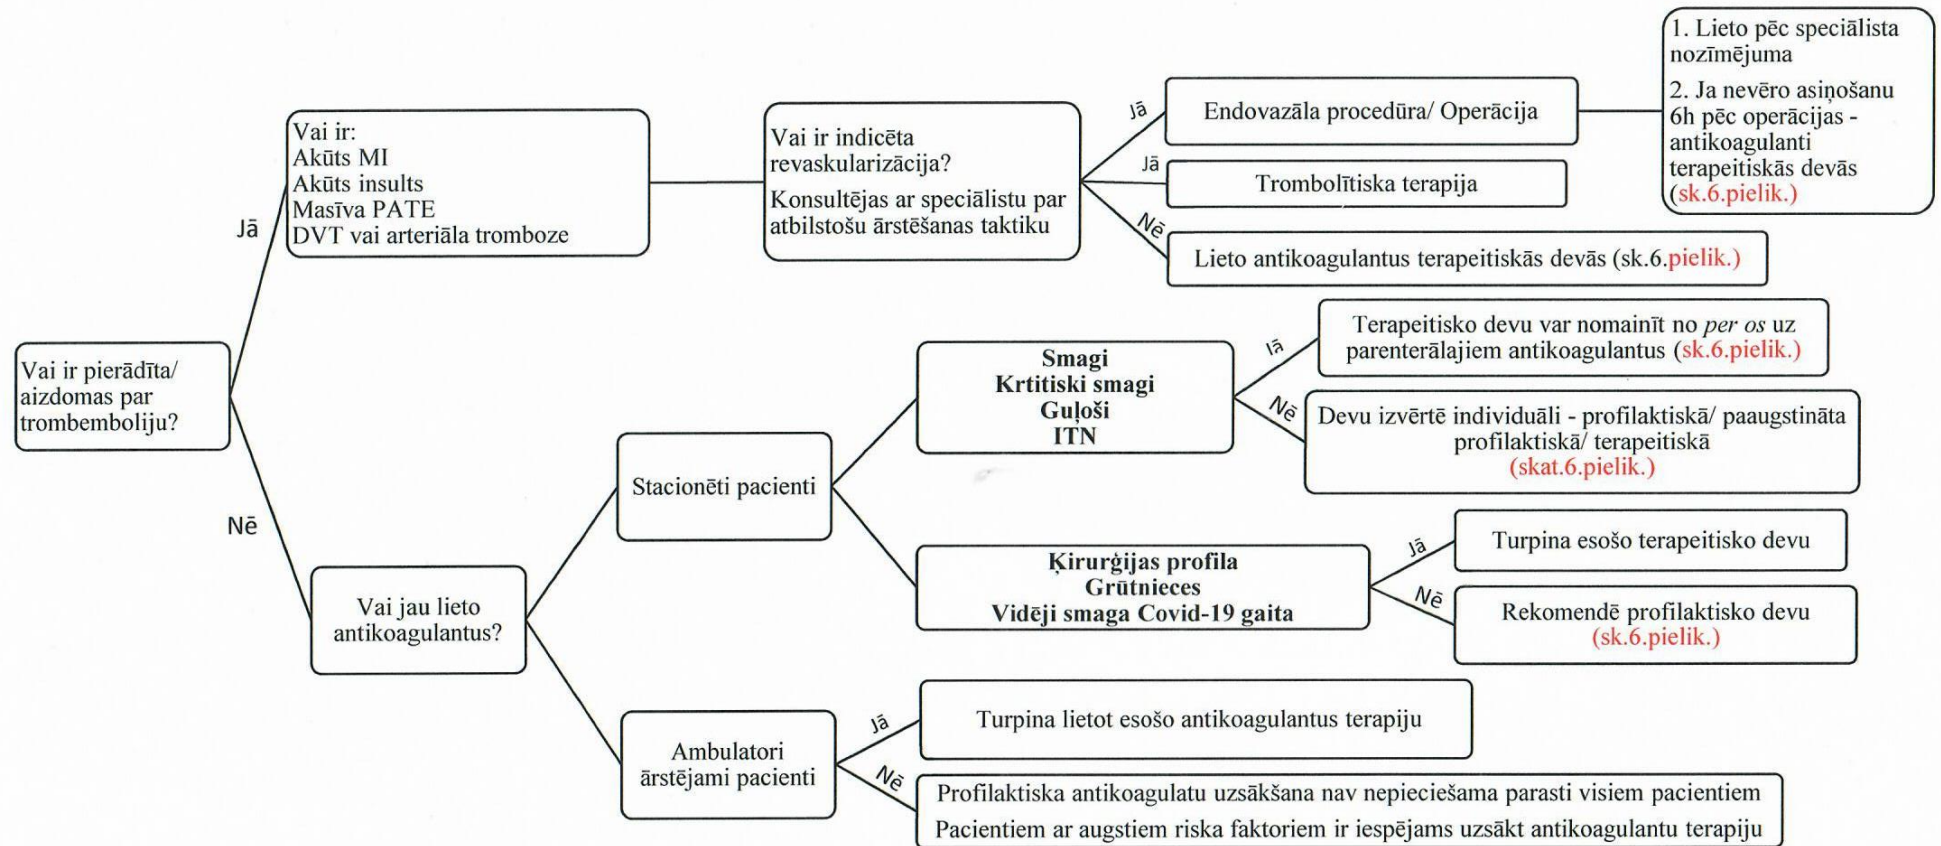 Vai ir pierādīta/
aizdomas par
trombemboliju?
Jā
Nē
Vai ir:
Akūts MI
Akūts insults
Masīva PATE
DVT vai arteriāla tromboze
Vai ir indicēta
revaskularizācija?
Konsultējas ar speciālistu par
atbilstošu ārstēšanas taktiku
Jā
Jā
Nē
Endovazāla procedūra/ Operācija
Trombolītiska terapija
Lieto antikoagulantus terapeitiskās devās (sk.6.pielik.)
1. Lieto pēc speciālista
nozīmējuma
2. Ja nevēro asiņošanu
6h pēc operācijas -
antikoagulanti
terapeitiskās devās
(sk.6.pielik.)
Vai jau lieto
antikoagulantus?
Stacionēti pacienti
Smagi
Krtitiski smagi
Guļoši
ITN
Jā
Nē
Terapeitisko devu var nomainīt no per os uz
parenterālajiem antikoagulantus (sk.6.pielik.)
Devu izvērtē individuāli - profilaktiskā/ paaugstināta
profilaktiskā/ terapeitiskā
(skat.6.pielik.)
Ķirurģijas profila
Grūtnieces
Vidēji smaga Covid-19 gaita
Jā
Nē
Turpina esošo terapeitisko devu
Rekomendē profilaktisko devu
(sk.6.pielik.)
Ambulatori
ārstējami pacienti
Jā
Nē
Turpina lietot esošo antikoagulantus terapiju
Profilaktiska antikoagulatu uzsākšana nav nepieciešama parasti visiem pacientiem
Pacientiem ar augstiem riska faktoriem ir iespējams uzsākt antikoagulantu terapiju